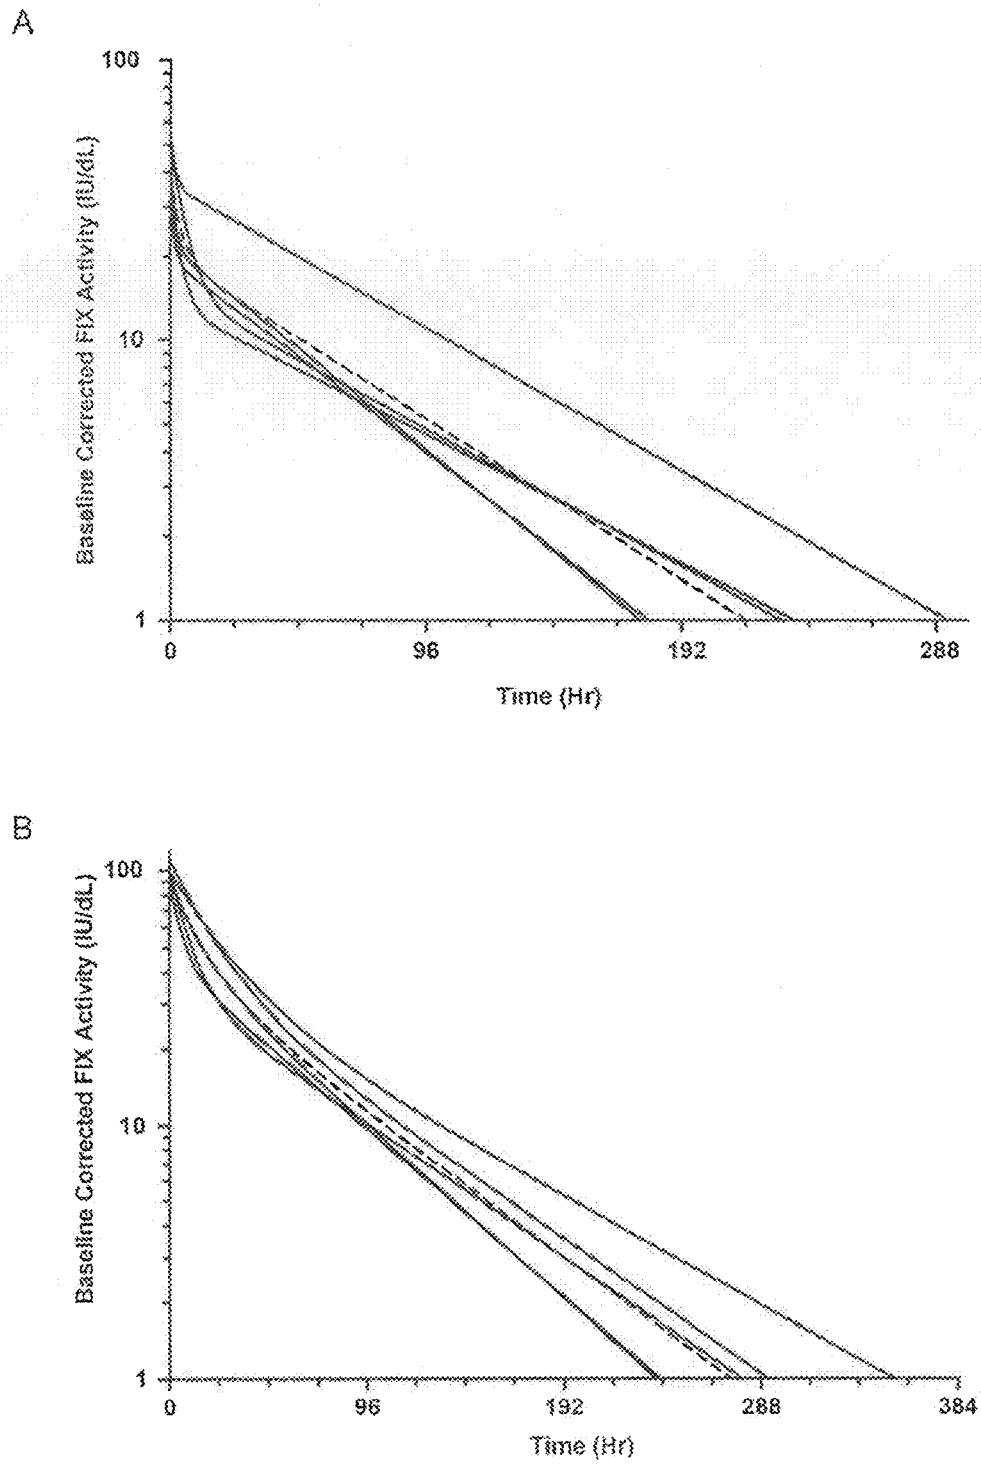 A
100
10
1
Baseline Corrected FIX Activity (IU/dL)
0 96 192 288
Time (Hr)
B
100
10
1
Baseline Corrected FIX Activity (IU/dL)
0 96 192 288 384
Time (Hr)